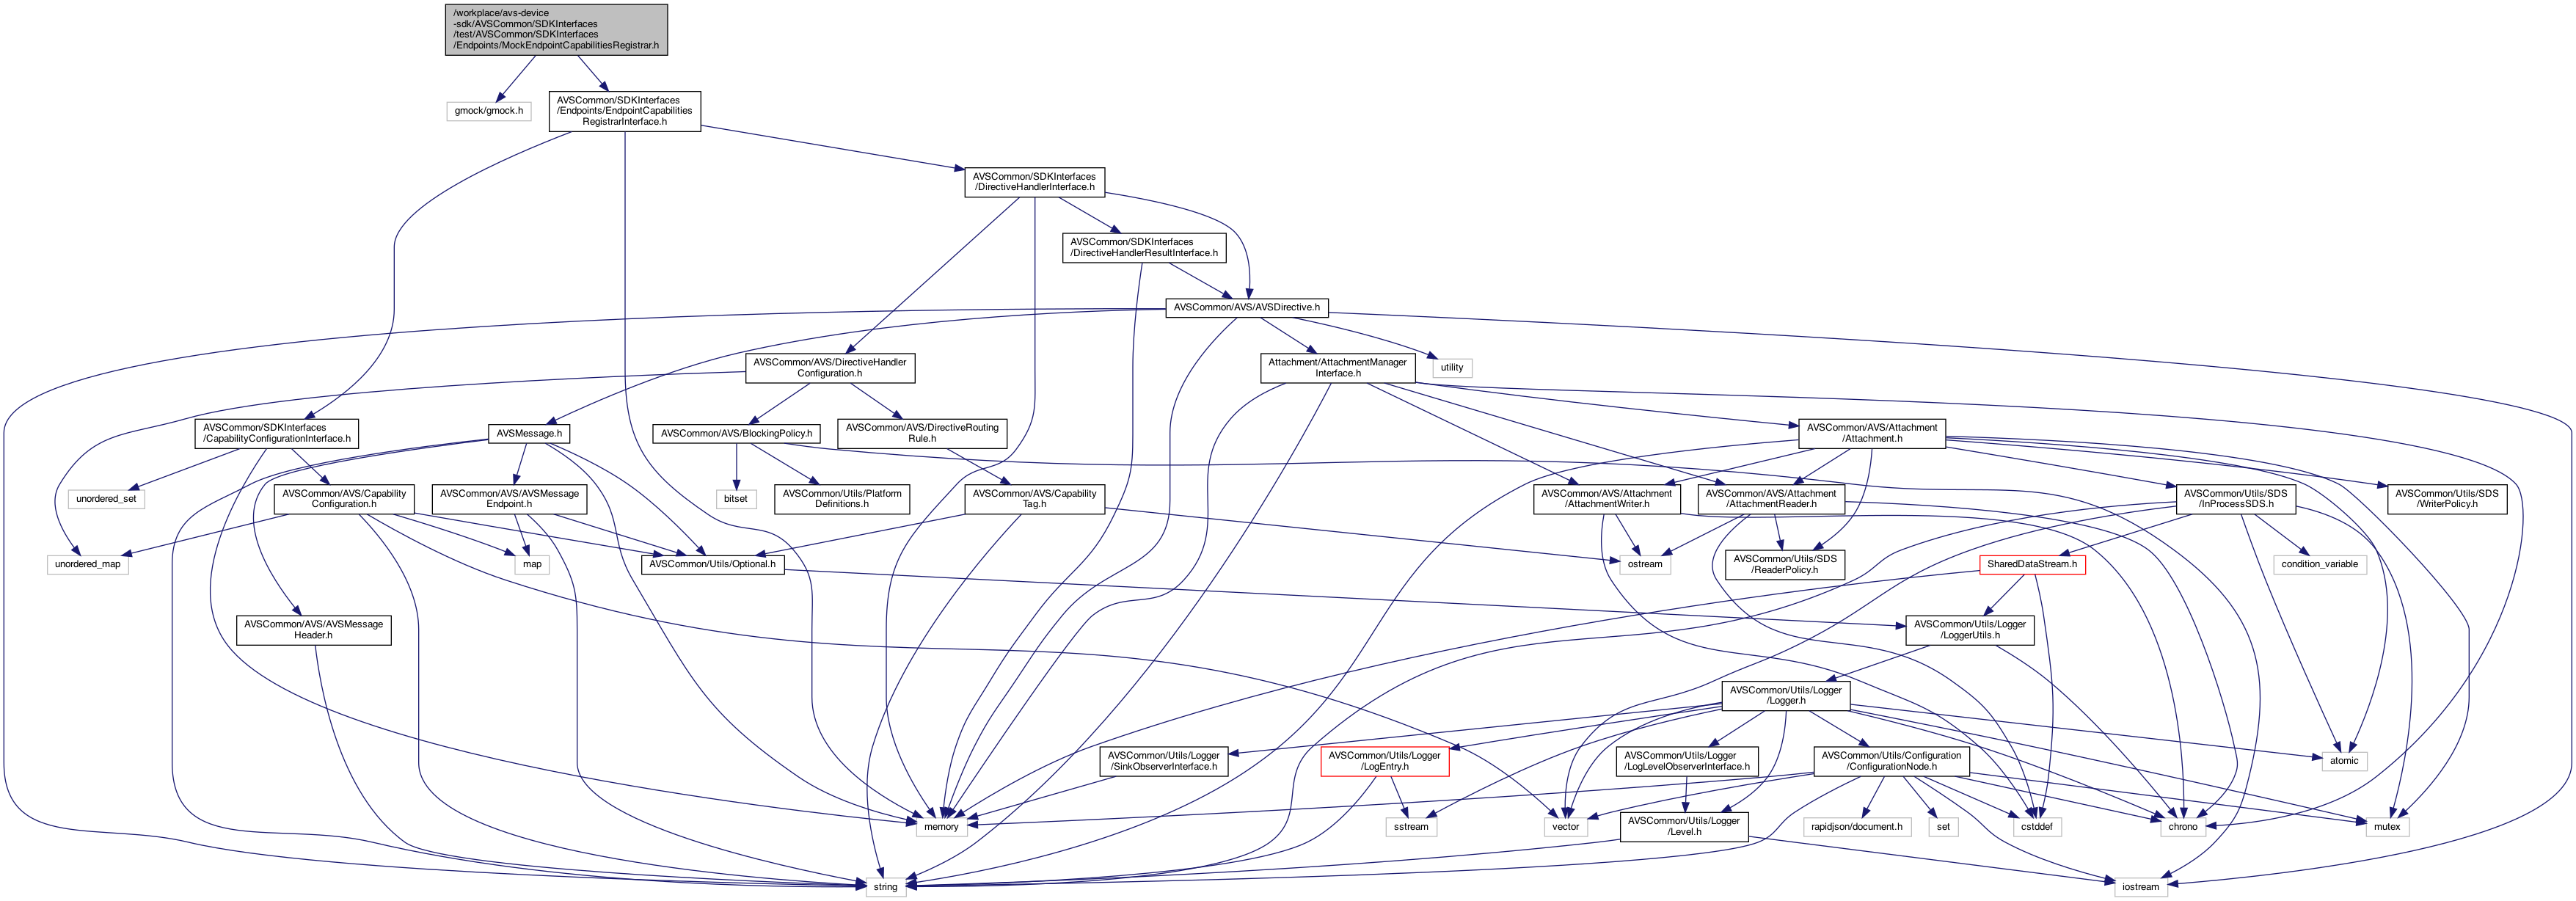 /workplace/avs-device
-sdk/AVSCommon/SDKInterfaces
/test/AVSCommon/SDKInterfaces
/Endpoints/MockEndpointCapabilitiesRegistrar.h
gmock/gmock.h
AVSCommon/SDKInterfaces
/Endpoints/EndpointCapabilities
RegistrarInterface.h
AVSCommon/SDKInterfaces
/DirectiveHandlerInterface.h
AVSCommon/SDKInterfaces
/DirectiveHandlerResultInterface.h
AVSCommon/AVS/AVSDirective.h
AVSCommon/AVS/DirectiveHandler
Configuration.h
Attachment/AttachmentManager
Interface.h
utility
AVSCommon/SDKInterfaces
/CapabilityConfigurationInterface.h
AVSMessage.h
AVSCommon/AVS/BlockingPolicy.h
AVSCommon/AVS/DirectiveRouting
Rule.h
AVSCommon/AVS/Attachment
/Attachment.h
unordered_set
AVSCommon/AVS/Capability
Configuration.h
AVSCommon/AVS/AVSMessage
Endpoint.h
bitset
AVSCommon/Utils/Platform
Definitions.h
AVSCommon/AVS/Capability
Tag.h
AVSCommon/AVS/Attachment
/AttachmentWriter.h
AVSCommon/AVS/Attachment
/AttachmentReader.h
AVSCommon/Utils/SDS
/InProcessSDS.h
AVSCommon/Utils/SDS
/WriterPolicy.h
unordered_map
map
AVSCommon/Utils/Optional.h
ostream
AVSCommon/Utils/SDS
/ReaderPolicy.h
SharedDataStream.h
condition_variable
AVSCommon/AVS/AVSMessage
Header.h
AVSCommon/Utils/Logger
/LoggerUtils.h
AVSCommon/Utils/Logger
/Logger.h
AVSCommon/Utils/Logger
/SinkObserverInterface.h
AVSCommon/Utils/Logger
/LogEntry.h
AVSCommon/Utils/Logger
/LogLevelObserverInterface.h
AVSCommon/Utils/Configuration
/ConfigurationNode.h
atomic
memory
sstream
vector
AVSCommon/Utils/Logger
/Level.h
rapidjson/document.h
set
cstddef
chrono
mutex
string
iostream